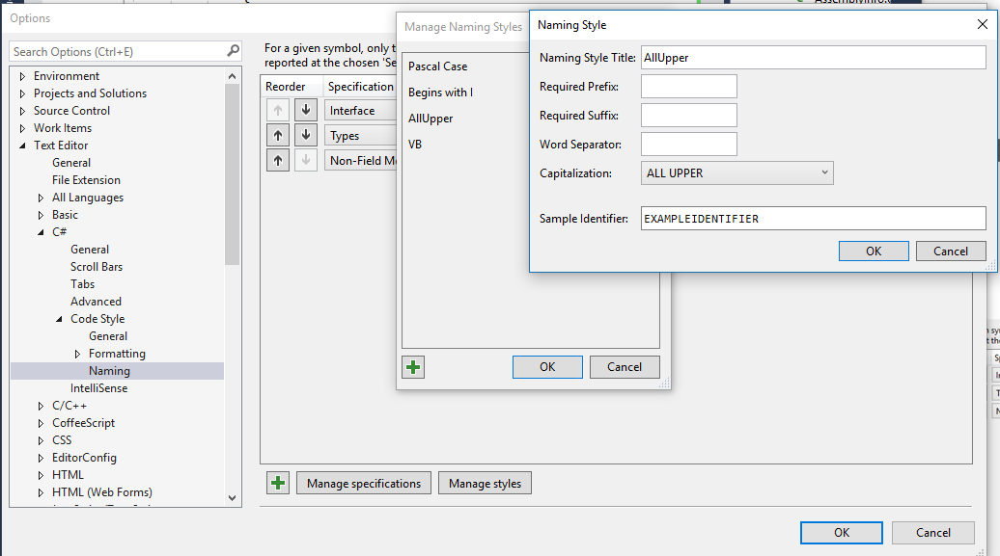 AssemblyInfo.c
Options
Search Options (Ctrl+E)
Environment
Projects and Solutions
Source Control
Work Items
Text Editor
General
File Extension
All Languages
Basic
C#
General
Scroll Bars
Tabs
Advanced
Code Style
General
Formatting
Naming
IntelliSense
C/C++
CoffeeScript
CSS
EditorConfig
HTML
HTML (Web Forms)
For a given symbol, only t
reported at the chosen 'Se
Reorder Specification
Interface
Types
Non-Field M
Manage specifications Manage styles
OK Cancel
Manage Naming Styles
Pascal Case
Begins with I
AllUpper
VB
OK Cancel
Naming Style
Naming Style Title: AllUpper
Required Prefix:
Required Suffix:
Word Separator:
Capitalization: ALL UPPER
Sample Identifier: EXAMPLEIDENTIFIER
OK Cancel